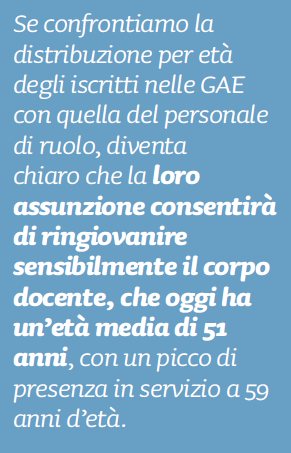 Se confrontiamo la
distribuzione per età
degli iscritti nelle GAE
con quella del personale
di ruolo, diventa
chiaro che la loro
assunzione consentirà
di ringiovanire
sensibilmente il corpo
docente, che oggi ha
un’età media di 51
anni, con un picco di
presenza in servizio a 59
anni d’età.